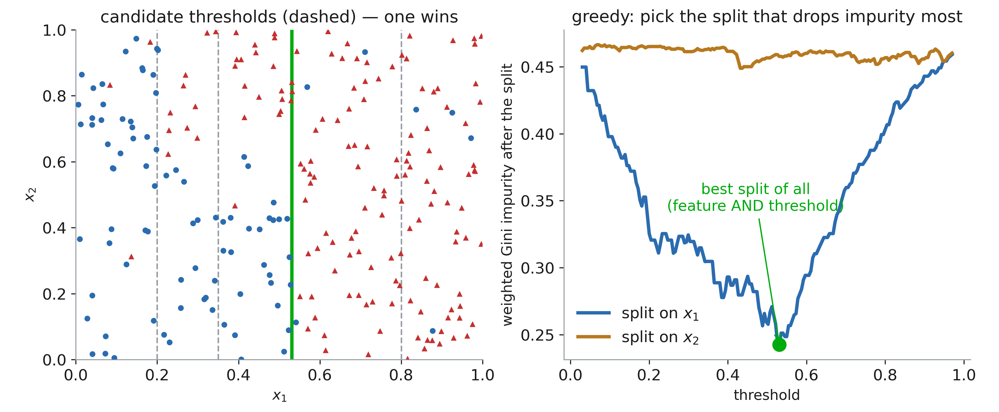 candidate thresholds (dashed) — one wins
1.0
0.8
0.6
0.4
0.2
0.0
x₂
0.0 0.2 0.4 0.6 0.8 1.0
x₁
greedy: pick the split that drops impurity most
weighted Gini impurity after the split
0.45
0.40
0.35
0.30
0.25
best split of all
(feature AND threshold)
split on x₁
split on x₂
0.0 0.2 0.4 0.6 0.8 1.0
threshold